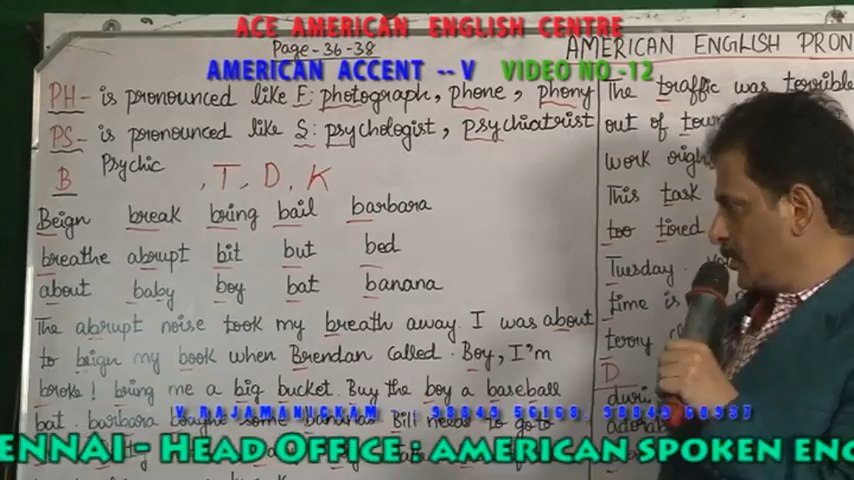 ACE AMERICAN ENGLISH CENTRE
Page-36-38
AMERICAN ENGLISH PRON
AMERICAN ACCENT -- V VIDEO NO -12
PH- is pronounced like F: photograph, phone, phony
PS- is pronounced like S: psychologist, psychiatrist
Psychic
B , T, D, K
Beign break bring bail barbara
breathe abrupt bit but bed
about baby boy bat banana
The abrupt noise took my breath away. I was about
to beign my book when Brendan called. Boy, I'm
broke! bring me a big bucket. Buy the boy a baseball
bat. barbara bought some bananas. Bill needs to go to
The traffic was terrible
out of
work
This task
too tired
Tuesday.
time is
terry
D
V. RAJAMANICKAM 98849 56168, 98849 60937
ENNAI - HEAD OFFICE : AMERICAN SPOKEN ENG